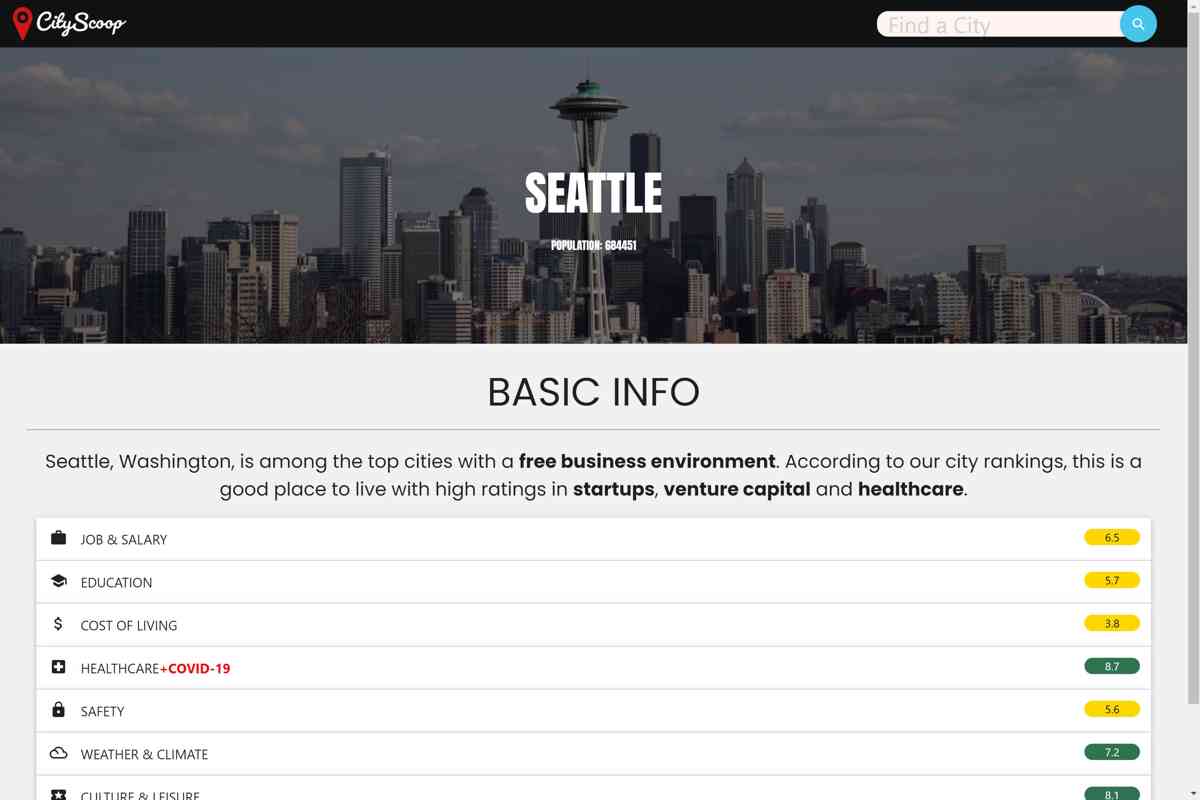 CityScoop
Find a City
SEATTLE
POPULATION: 684451
BASIC INFO
Seattle, Washington, is among the top cities with a free business environment. According to our city rankings, this is a
good place to live with high ratings in startups, venture capital and healthcare.
JOB & SALARY 6.5
EDUCATION 5.7
COST OF LIVING 3.8
HEALTHCARE+COVID-19 8.7
SAFETY 5.6
WEATHER & CLIMATE 7.2
CULTURE & LEISURE 8.1